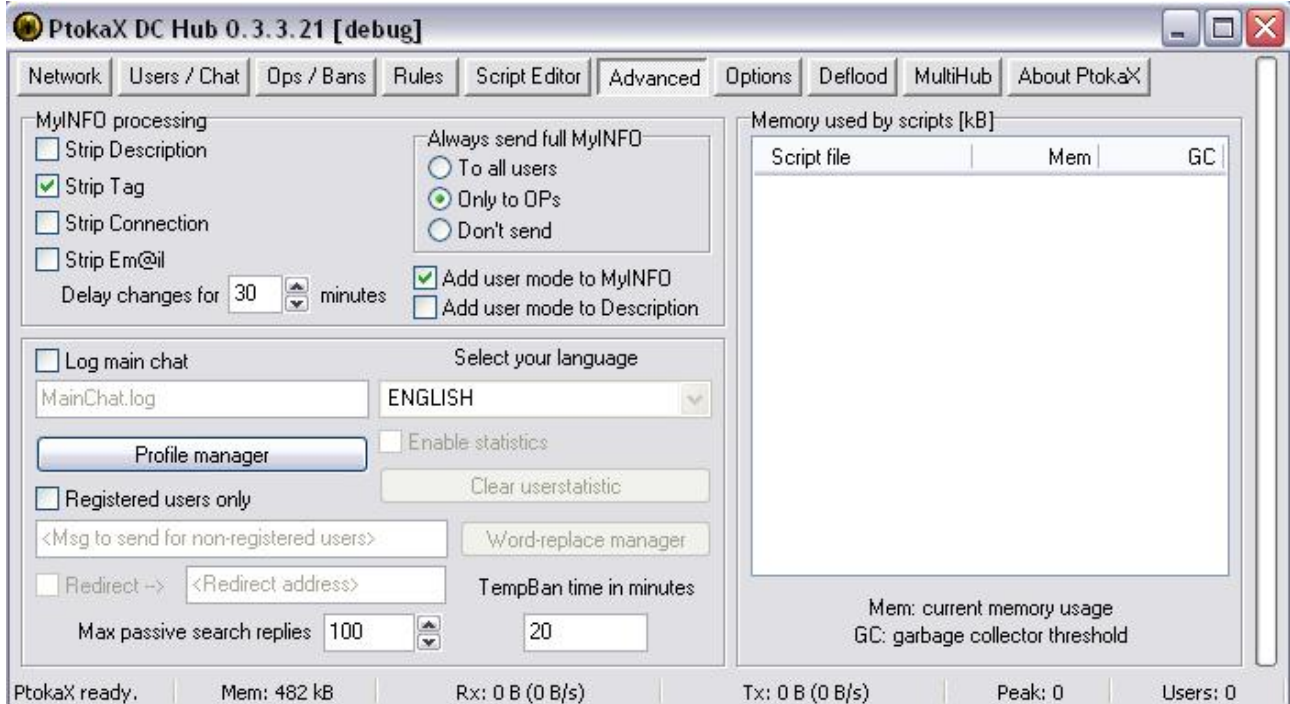 PtokaX DC Hub 0.3.3.21 [debug]
Network Users / Chat Ops / Bans Rules Script Editor Advanced Options Deflood MultiHub About PtokaX
MyINFO processing
Strip Description
Strip Tag
Strip Connection
Strip Em@il
Delay changes for 30 minutes
Always send full MyINFO
To all users
Only to OPs
Don't send
Add user mode to MyINFO
Add user mode to Description
Log main chat
MainChat.log
Profile manager
Registered users only
<Msg to send for non-registered users>
Redirect --> <Redirect address>
Max passive search replies 100
Select your language
ENGLISH
Enable statistics
Clear userstatistic
Word-replace manager
TempBan time in minutes
20
Memory used by scripts [kB]
Script file Mem GC
Mem: current memory usage
GC: garbage collector threshold
PtokaX ready. Mem: 482 kB Rx: 0 B (0 B/s) Tx: 0 B (0 B/s) Peak: 0 Users: 0